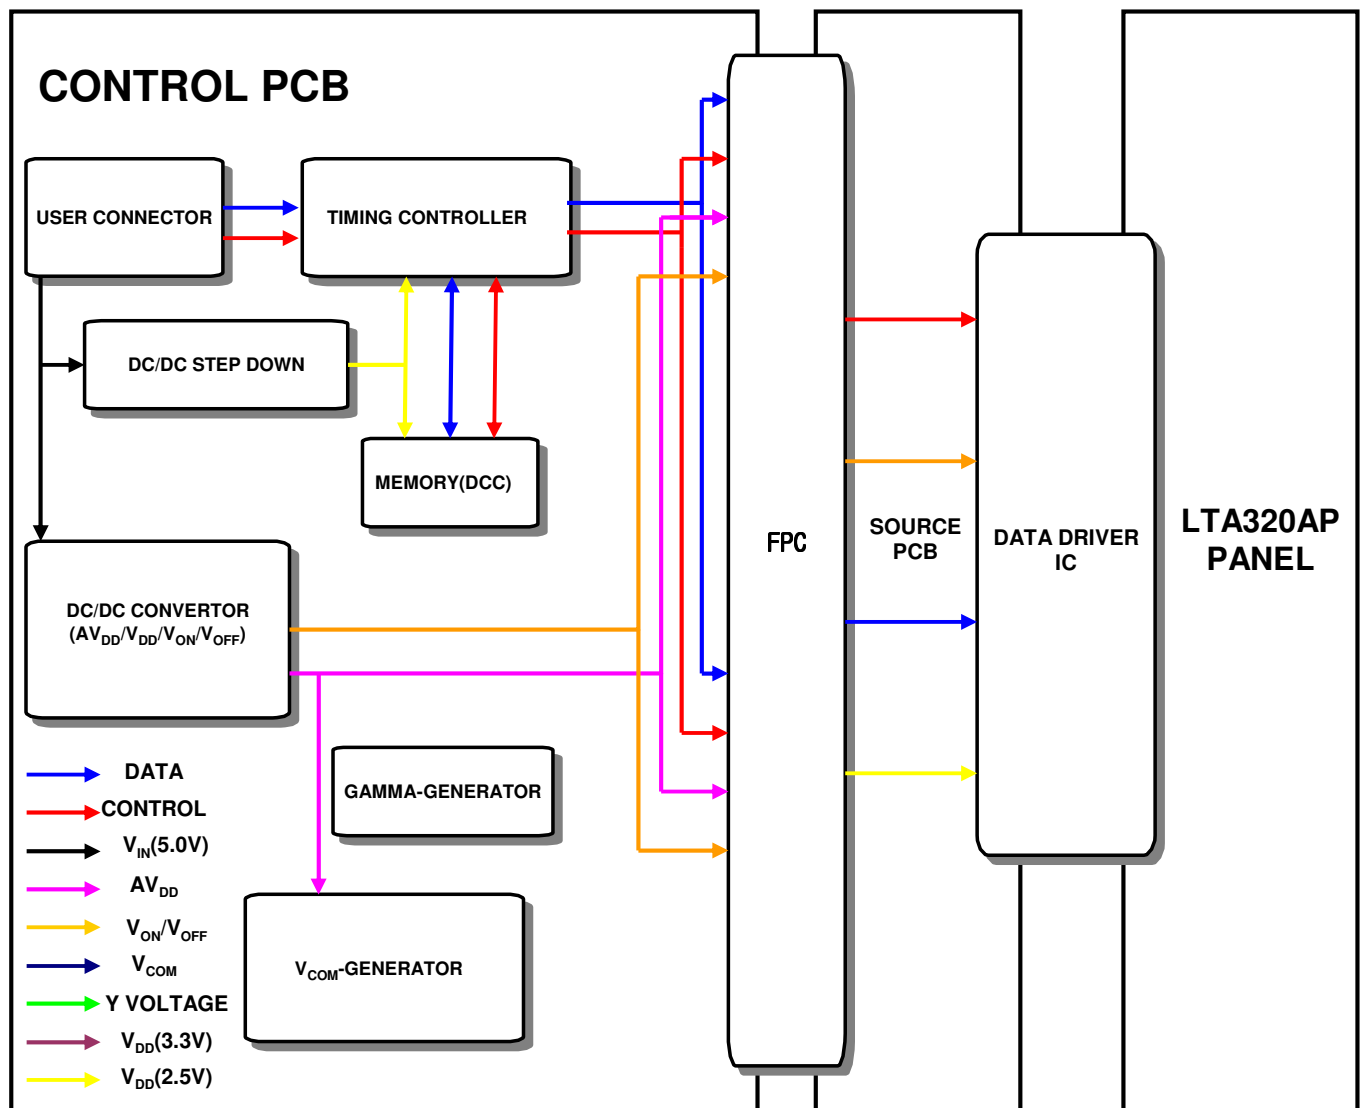 CONTROL PCB
USER CONNECTOR
TIMING CONTROLLER
DC/DC STEP DOWN
MEMORY(DCC)
FPC
SOURCE
PCB
DATA DRIVER
IC
LTA320AP
PANEL
DC/DC CONVERTOR
(AVDD/VDD/VON/VOFF)
GAMMA-GENERATOR
VCOM-GENERATOR
DATA
CONTROL
VIN(5.0V)
AVDD
VON/VOFF
VCOM
Y VOLTAGE
VDD(3.3V)
VDD(2.5V)